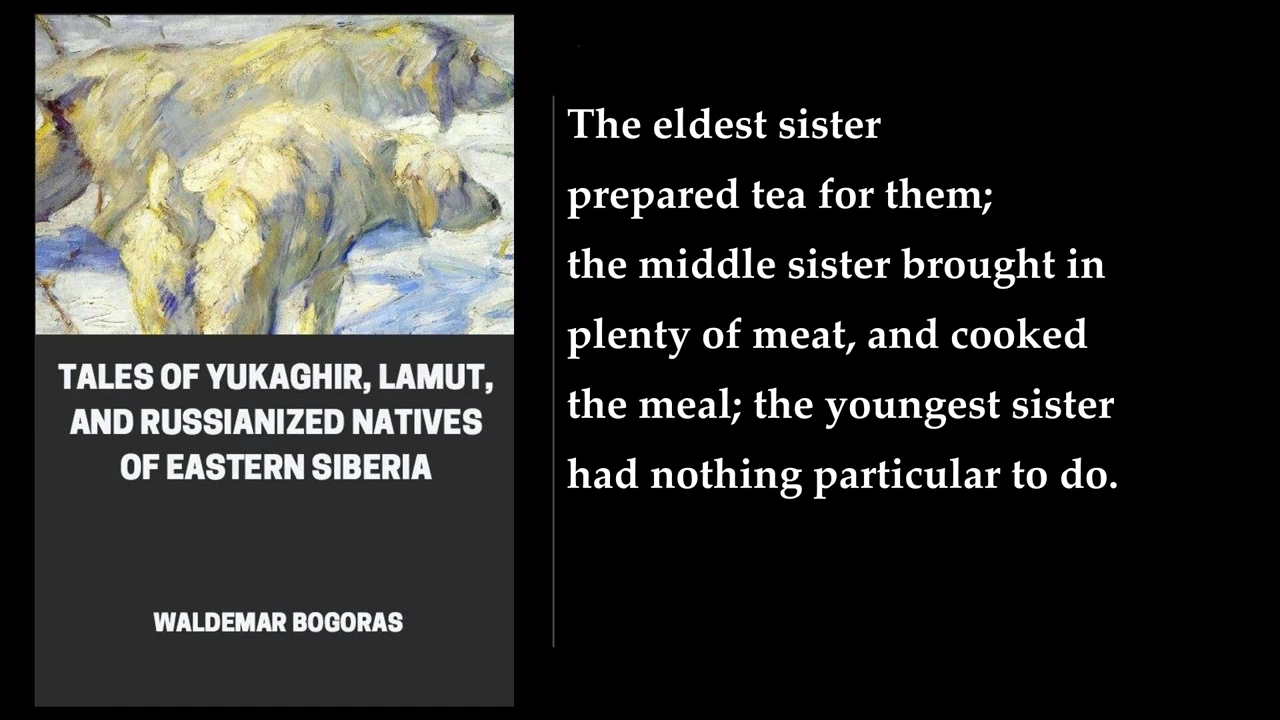 TALES OF YUKAGHIR, LAMUT,
AND RUSSIANIZED NATIVES
OF EASTERN SIBERIA
WALDEMAR BOGORAS
The eldest sister
prepared tea for them;
the middle sister brought in
plenty of meat, and cooked
the meal; the youngest sister
had nothing particular to do.